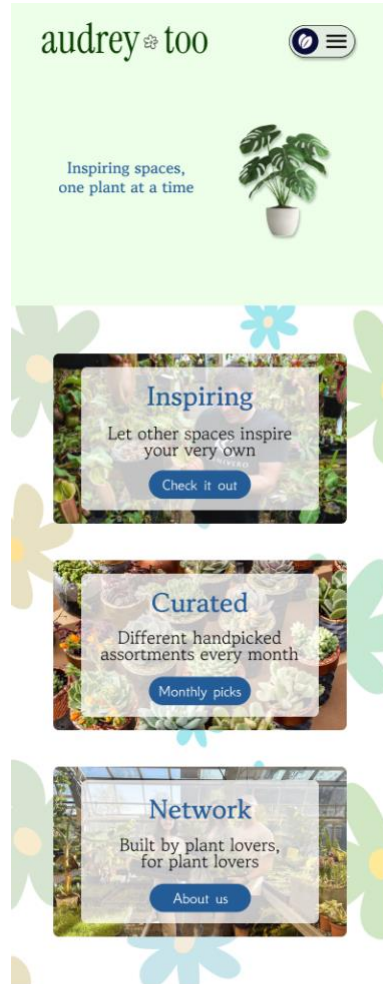 audrey too
Inspiring spaces,
one plant at a time
Inspiring
Let other spaces inspire
your very own
Check it out
Curated
Different handpicked
assortments every month
Monthly picks
Network
Built by plant lovers,
for plant lovers
About us